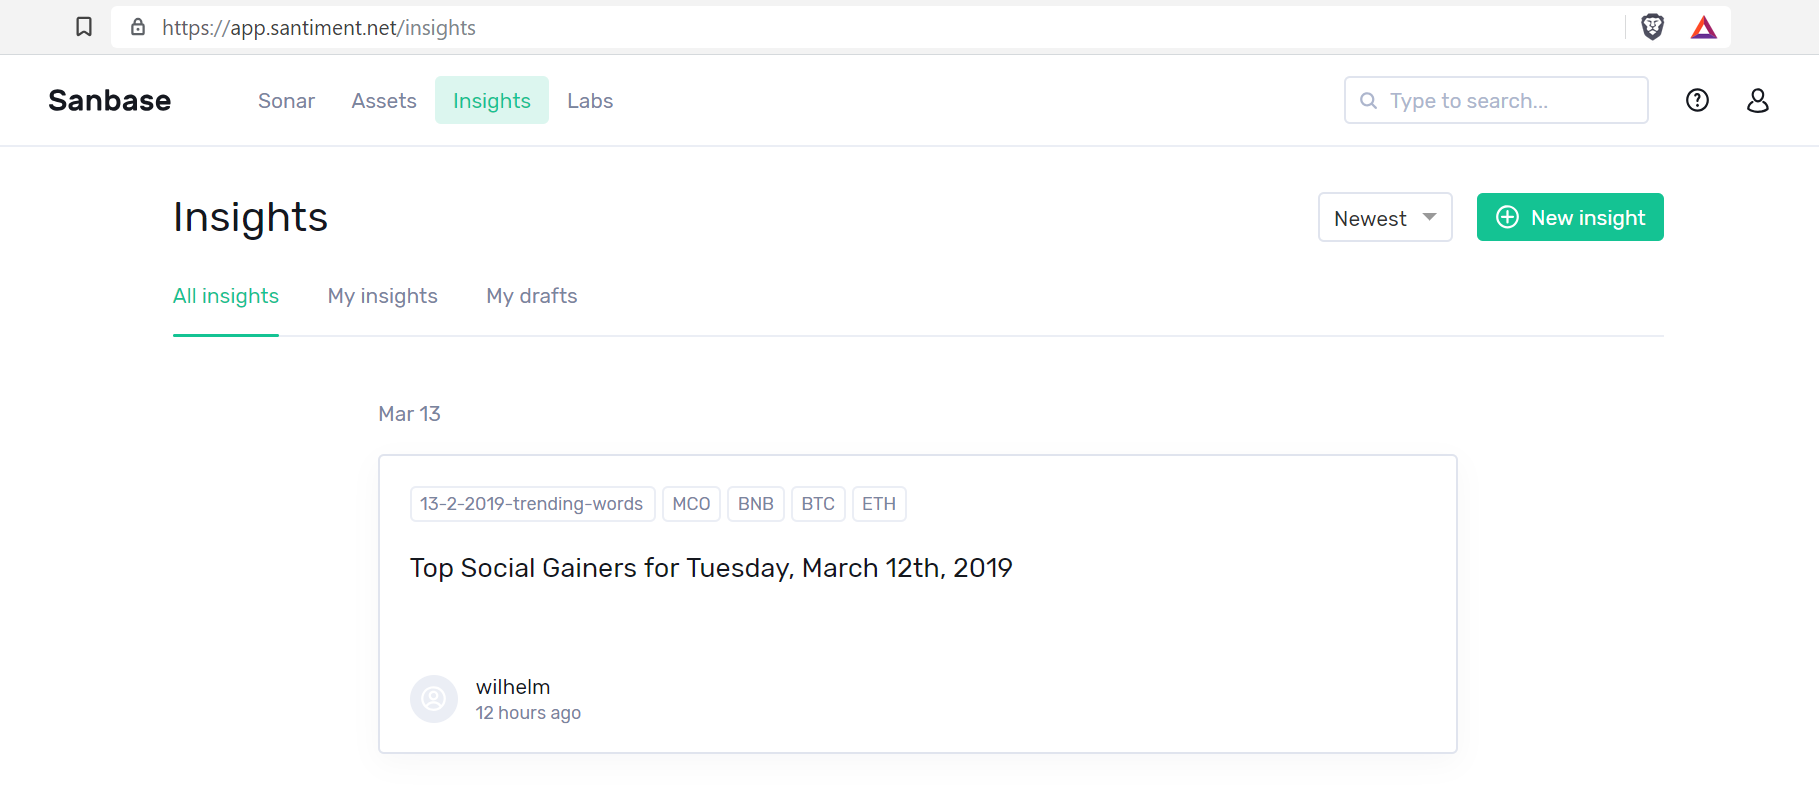 https://app.santiment.net/insights
Sanbase Sonar Assets Insights Labs Type to search...
Insights Newest New insight
All insights My insights My drafts
Mar 13
13-2-2019-trending-words MCO BNB BTC ETH
Top Social Gainers for Tuesday, March 12th, 2019
wilhelm
12 hours ago